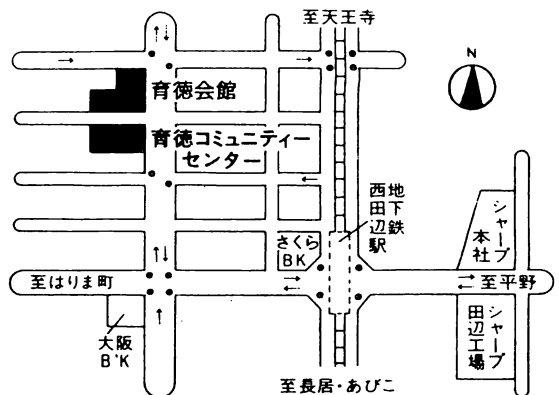 至天王寺
N
育徳会館
育徳コミュニティー
センター
地下鉄
西田辺駅
シャープ
本社
さくら
BK
至はりま町
至平野
大阪
B'K
シャープ
田辺工場
至長居・あびこ